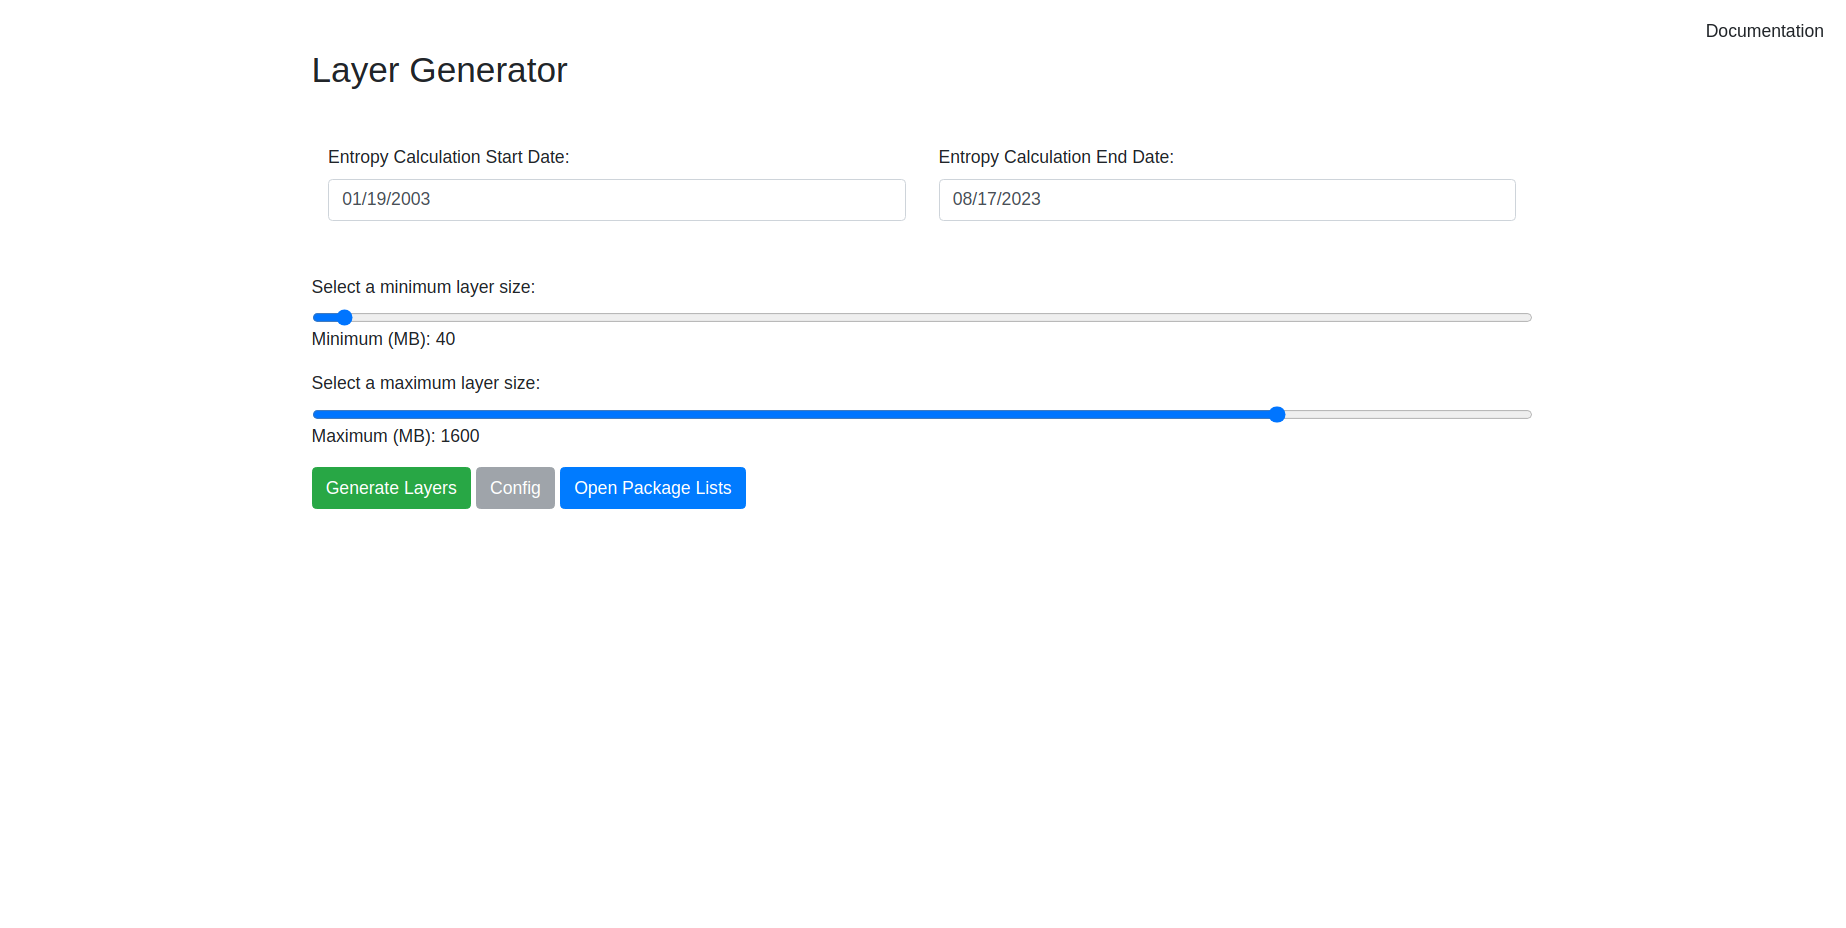 Documentation
Layer Generator
Entropy Calculation Start Date:
Entropy Calculation End Date:
01/19/2003
08/17/2023
Select a minimum layer size:
Minimum (MB): 40
Select a maximum layer size:
Maximum (MB): 1600
Generate Layers
Config
Open Package Lists